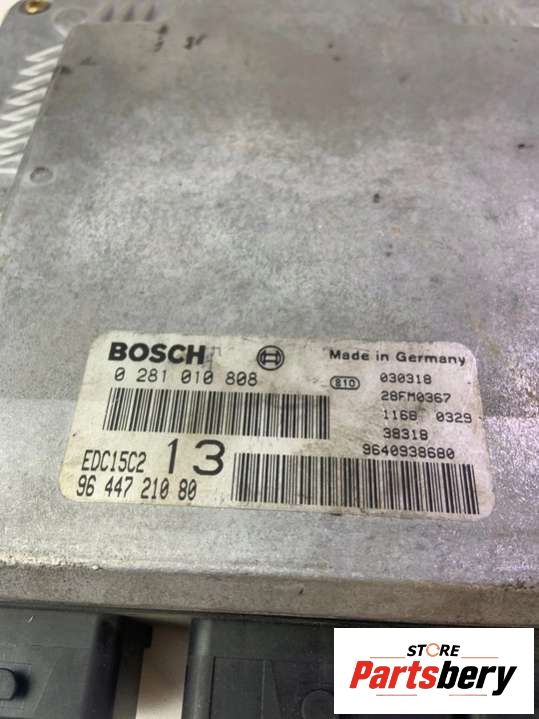 BOSCH
Made in Germany
0 281 010 808
810
030318
28FM0367
1168 0329
38318
9640938680
EDC15C2 13
96 447 210 80
STORE
Partsbery